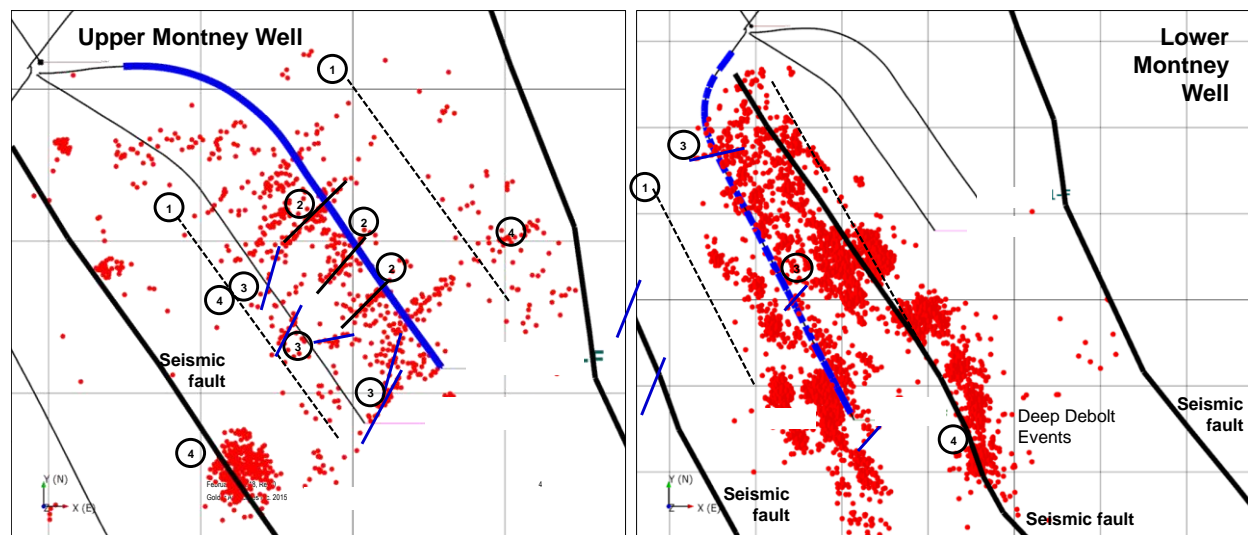 Upper Montney Well
1
1
2
2
2
4
3
4
3
3
4
Seismic
fault
4
Y (N)
X (E)
Lower
Montney
Well
3
1
3
4
Deep Debolt
Events
Seismic
fault
Seismic
fault
Seismic fault
Y (N)
X (E)